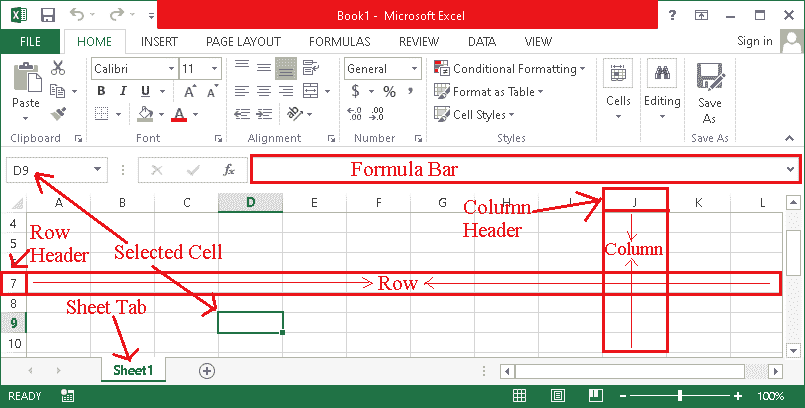 Book1 - Microsoft Excel
?
FILE HOME INSERT PAGE LAYOUT FORMULAS REVIEW DATA VIEW Sign in
Calibri 11 General Conditional Formatting
Paste B I U A A $ % , Format as Table Cells Editing Save As
A Cell Styles
Clipboard Font Alignment Number Styles Save As
D9 fx Formula Bar
A B C D E F G H I J K L
4
5
Row Header
Selected Cell
Column Header
Column
7 Row
8
Sheet Tab
9
10
Sheet1
READY 100%